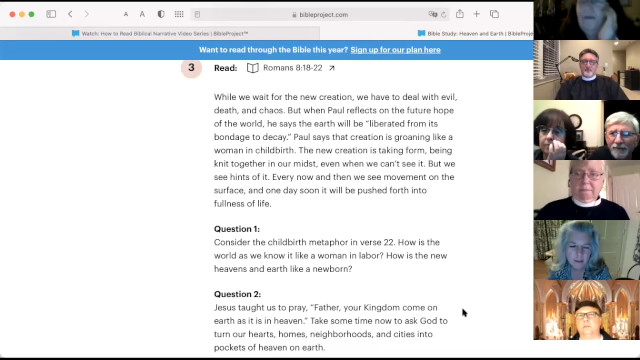 bibleproject.com
Watch: How to Read Biblical Narrative Video Series | BibleProject™
Bible Study: Heaven and Earth | BibleProj
Want to read through the Bible this year? Sign up for our plan here
3 Read: Romans 8:18-22
While we wait for the new creation, we have to deal with evil,
death, and chaos. But when Paul reflects on the future hope
of the world, he says the earth will be “liberated from its
bondage to decay.” Paul says that creation is groaning like a
woman in childbirth. The new creation is taking form, being
knit together in our midst, even when we can't see it. But we
see hints of it. Every now and then we see movement on the
surface, and one day soon it will be pushed forth into
fullness of life.
Question 1:
Consider the childbirth metaphor in verse 22. How is the
world as we know it like a woman in labor? How is the new
heavens and earth like a newborn?
Question 2:
Jesus taught us to pray, “Father, your Kingdom come on
earth as it is in heaven.” Take some time now to ask God to
turn our hearts, homes, neighborhoods, and cities into
pockets of heaven on earth.